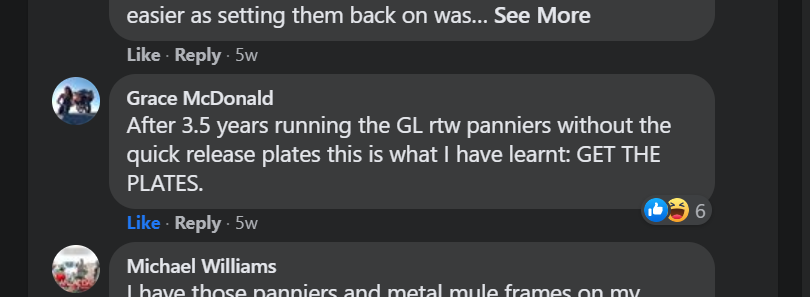 easier as setting them back on was... See More
Like · Reply · 5w
Grace McDonald
After 3.5 years running the GL rtw panniers without the
quick release plates this is what I have learnt: GET THE
PLATES.
6
Like · Reply · 5w
Michael Williams
I have those panniers and metal mule frames on my